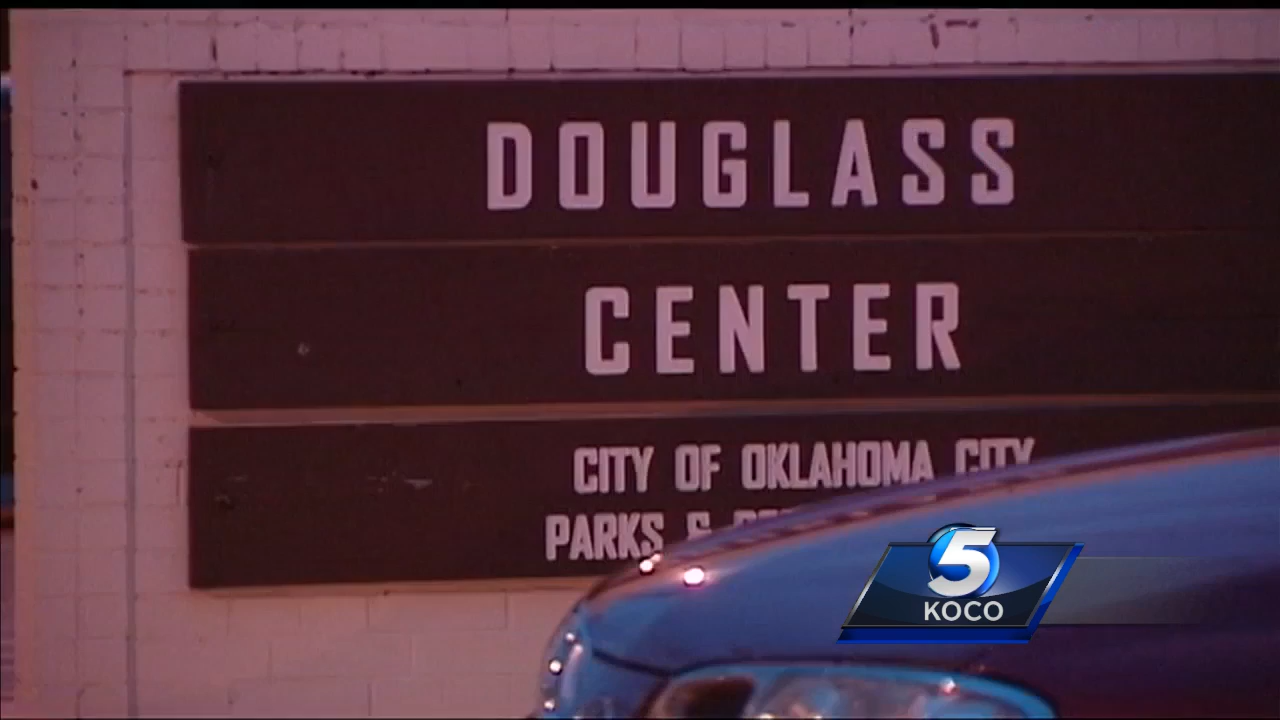 DOUGLASS
CENTER
CITY OF OKLAHOMA CITY
PARKS &
5
KOCO